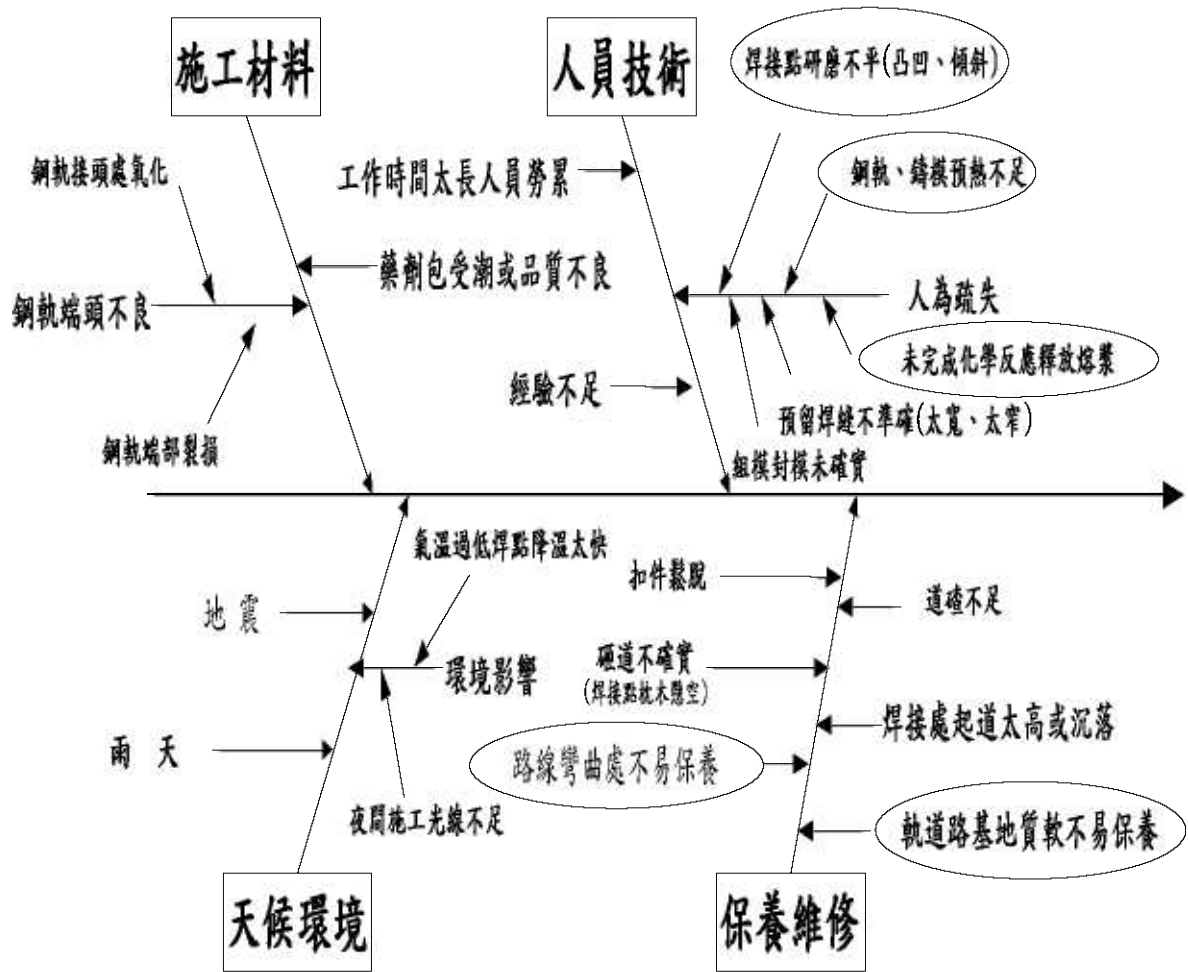 施工材料
人員技術
焊接點研磨不平(凸凹、傾斜)
鋼軌接頭處氧化
工作時間太長人員勞累
鋼軌、鑄模預熱不足
藥劑包受潮或品質不良
鋼軌端頭不良
人為疏失
未完成化學反應釋放熔漿
經驗不足
預留焊縫不準確(太寬、太窄)
鋼軌端部裂損
組模封模未確實
氣溫過低焊點降溫太快
扣件鬆脫
道碴不足
地震
環境影響
砸道不確實
(焊接點枕木懸空)
焊接處起道太高或沉落
雨天
路線彎曲處不易保養
夜間施工光線不足
軌道路基地質軟不易保養
天候環境
保養維修